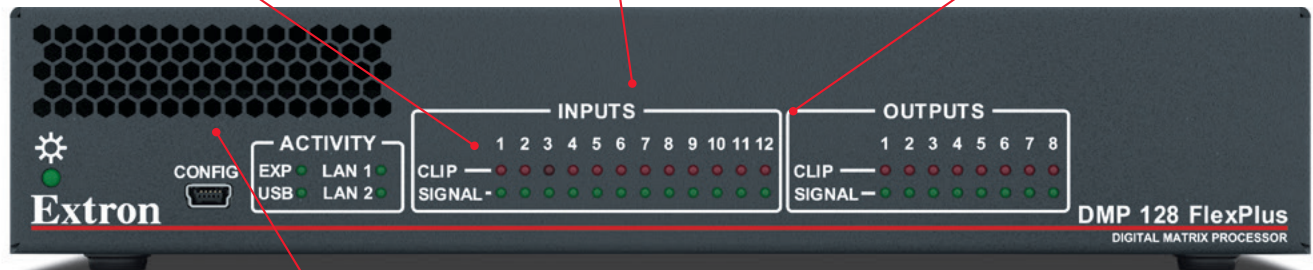 INPUTS
OUTPUTS
ACTIVITY
1 2 3 4 5 6 7 8 9 10 11 12
1 2 3 4 5 6 7 8
CONFIG
EXP LAN 1
CLIP
CLIP
USB LAN 2
SIGNAL
SIGNAL
Extron
DMP 128 FlexPlus
DIGITAL MATRIX PROCESSOR